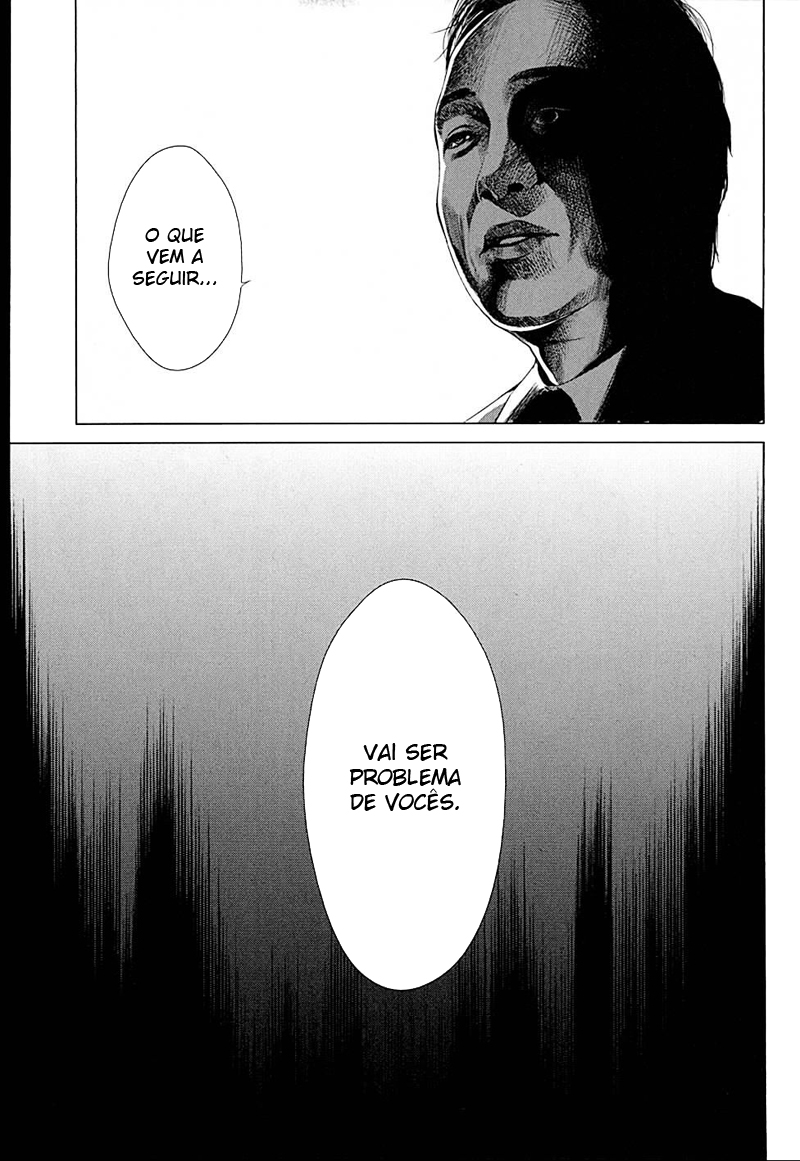 O QUE
VEM A
SEGUIR...
VAI SER
PROBLEMA
DE VOCÊS.